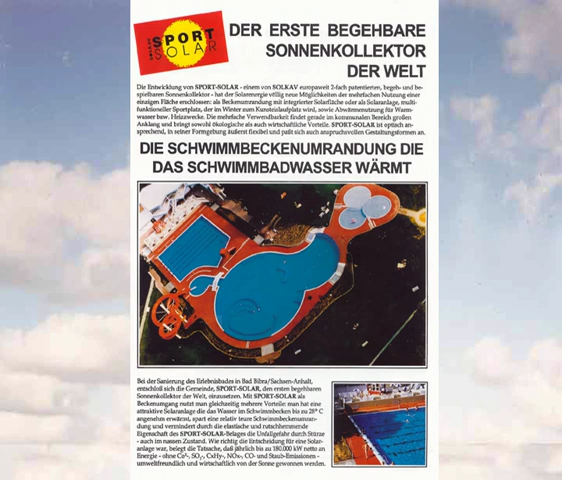 SOLKAV
SPORT
SOLAR
DER ERSTE BEGEHBARE
SONNENKOLLEKTOR
DER WELT
Die Entwicklung von SPORT-SOLAR - einem von SOLKAV europaweit 2-fach patentierten, begeh- und be-
spielbaren Sonnenkollektor - hat der Solarenergie völlig neue Möglichkeiten der mehrfachen Nutzung einer
einzigen Fläche erschlossen: als Beckenumrandung mit integrierter Solarfläche oder als Solaranlage, multi-
funktioneller Sportplatz, der im Winter zum Kunsteislaufplatz wird, sowie Abwärmenutzung für Warm-
wasser bzw. Heizzwecke. Die mehrfache Verwendbarkeit findet gerade im kommunalen Bereich großen
Anklang und bringt sowohl ökologische als auch wirtschaftliche Vorteile. SPORT-SOLAR ist optisch an-
sprechend, in seiner Formgebung äußerst flexibel und paßt sich auch anspruchsvollen Gestaltungsformen an.
DIE SCHWIMMBECKENUMRANDUNG DIE
DAS SCHWIMMBADWASSER WÄRMT
Bei der Sanierung des Erlebnisbades in Bad Bibra/Sachsen-Anhalt,
entschloß sich die Gemeinde, SPORT-SOLAR, den ersten begehbaren
Sonnenkollektor der Welt, einzusetzen. Mit SPORT-SOLAR als
Beckenumgang nutzt man gleichzeitig mehrere Vorteile: man hat eine
attraktive Solaranlage die das Wasser im Schwimmbecken bis zu 28° C
angenehm erwärmt, spart eine relativ teure Schwimmbeckenumran-
dung und vermindert durch die elastische und rutschhemmende
Eigenschaft des SPORT-SOLAR-Belages die Unfallgefahr durch Stürze
- auch im nassen Zustand. Wie richtig die Entscheidung für eine Solar-
anlage war, belegt die Tatsache, daß jährlich bis zu 180.000 kW netto an
Energie - ohne Co², SO₂, CxHy-, NOx-, CO- und Staub-Emissionen -
umweltfreundlich und wirtschaftlich von der Sonne gewonnen werden.